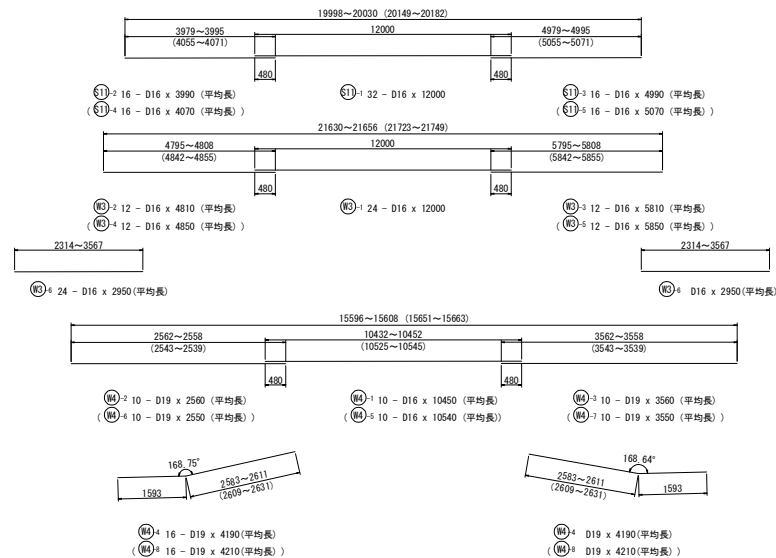 19998～20030 (20149～20182)
3979～3995 12000 4979～4995
(4055～4071) (5055～5071)
480 480
S11-2 16 - D16 x 3990 (平均長) S11-1 32 - D16 x 12000 S11-3 16 - D16 x 4990 (平均長)
( S11-4 16 - D16 x 4070 (平均長) ) ( S11-5 16 - D16 x 5070 (平均長) )
21630～21656 (21723～21749)
4795～4808 12000 5795～5808
(4842～4855) (5842～5855)
480 480
W3-2 12 - D16 x 4810 (平均長) W3-1 24 - D16 x 12000 W3-3 12 - D16 x 5810 (平均長)
( W3-4 12 - D16 x 4850 (平均長) ) ( W3-5 12 - D16 x 5850 (平均長) )
2314～3567 2314～3567
W3-6 24 - D16 x 2950(平均長) W3-6 D16 x 2950(平均長)
15596～15608 (15651～15663)
2562～2558 10432～10452 3562～3558
(2543～2539) (10525～10545) (3543～3539)
480 480
W4-2 10 - D19 x 2560 (平均長) W4-1 10 - D16 x 10450 (平均長) W4-3 10 - D19 x 3560 (平均長)
( W4-6 10 - D19 x 2550 (平均長) ) ( W4-5 10 - D16 x 10540 (平均長)) ( W4-7 10 - D19 x 3550 (平均長) )
168.75° 168.64°
1593 2583～2611 2583～2611 1593
(2609～2631) (2609～2631)
W4-4 16 - D19 x 4190(平均長) W4-4 D19 x 4190(平均長)
( W4-8 16 - D19 x 4210(平均長) ) ( W4-8 D19 x 4210(平均長) )